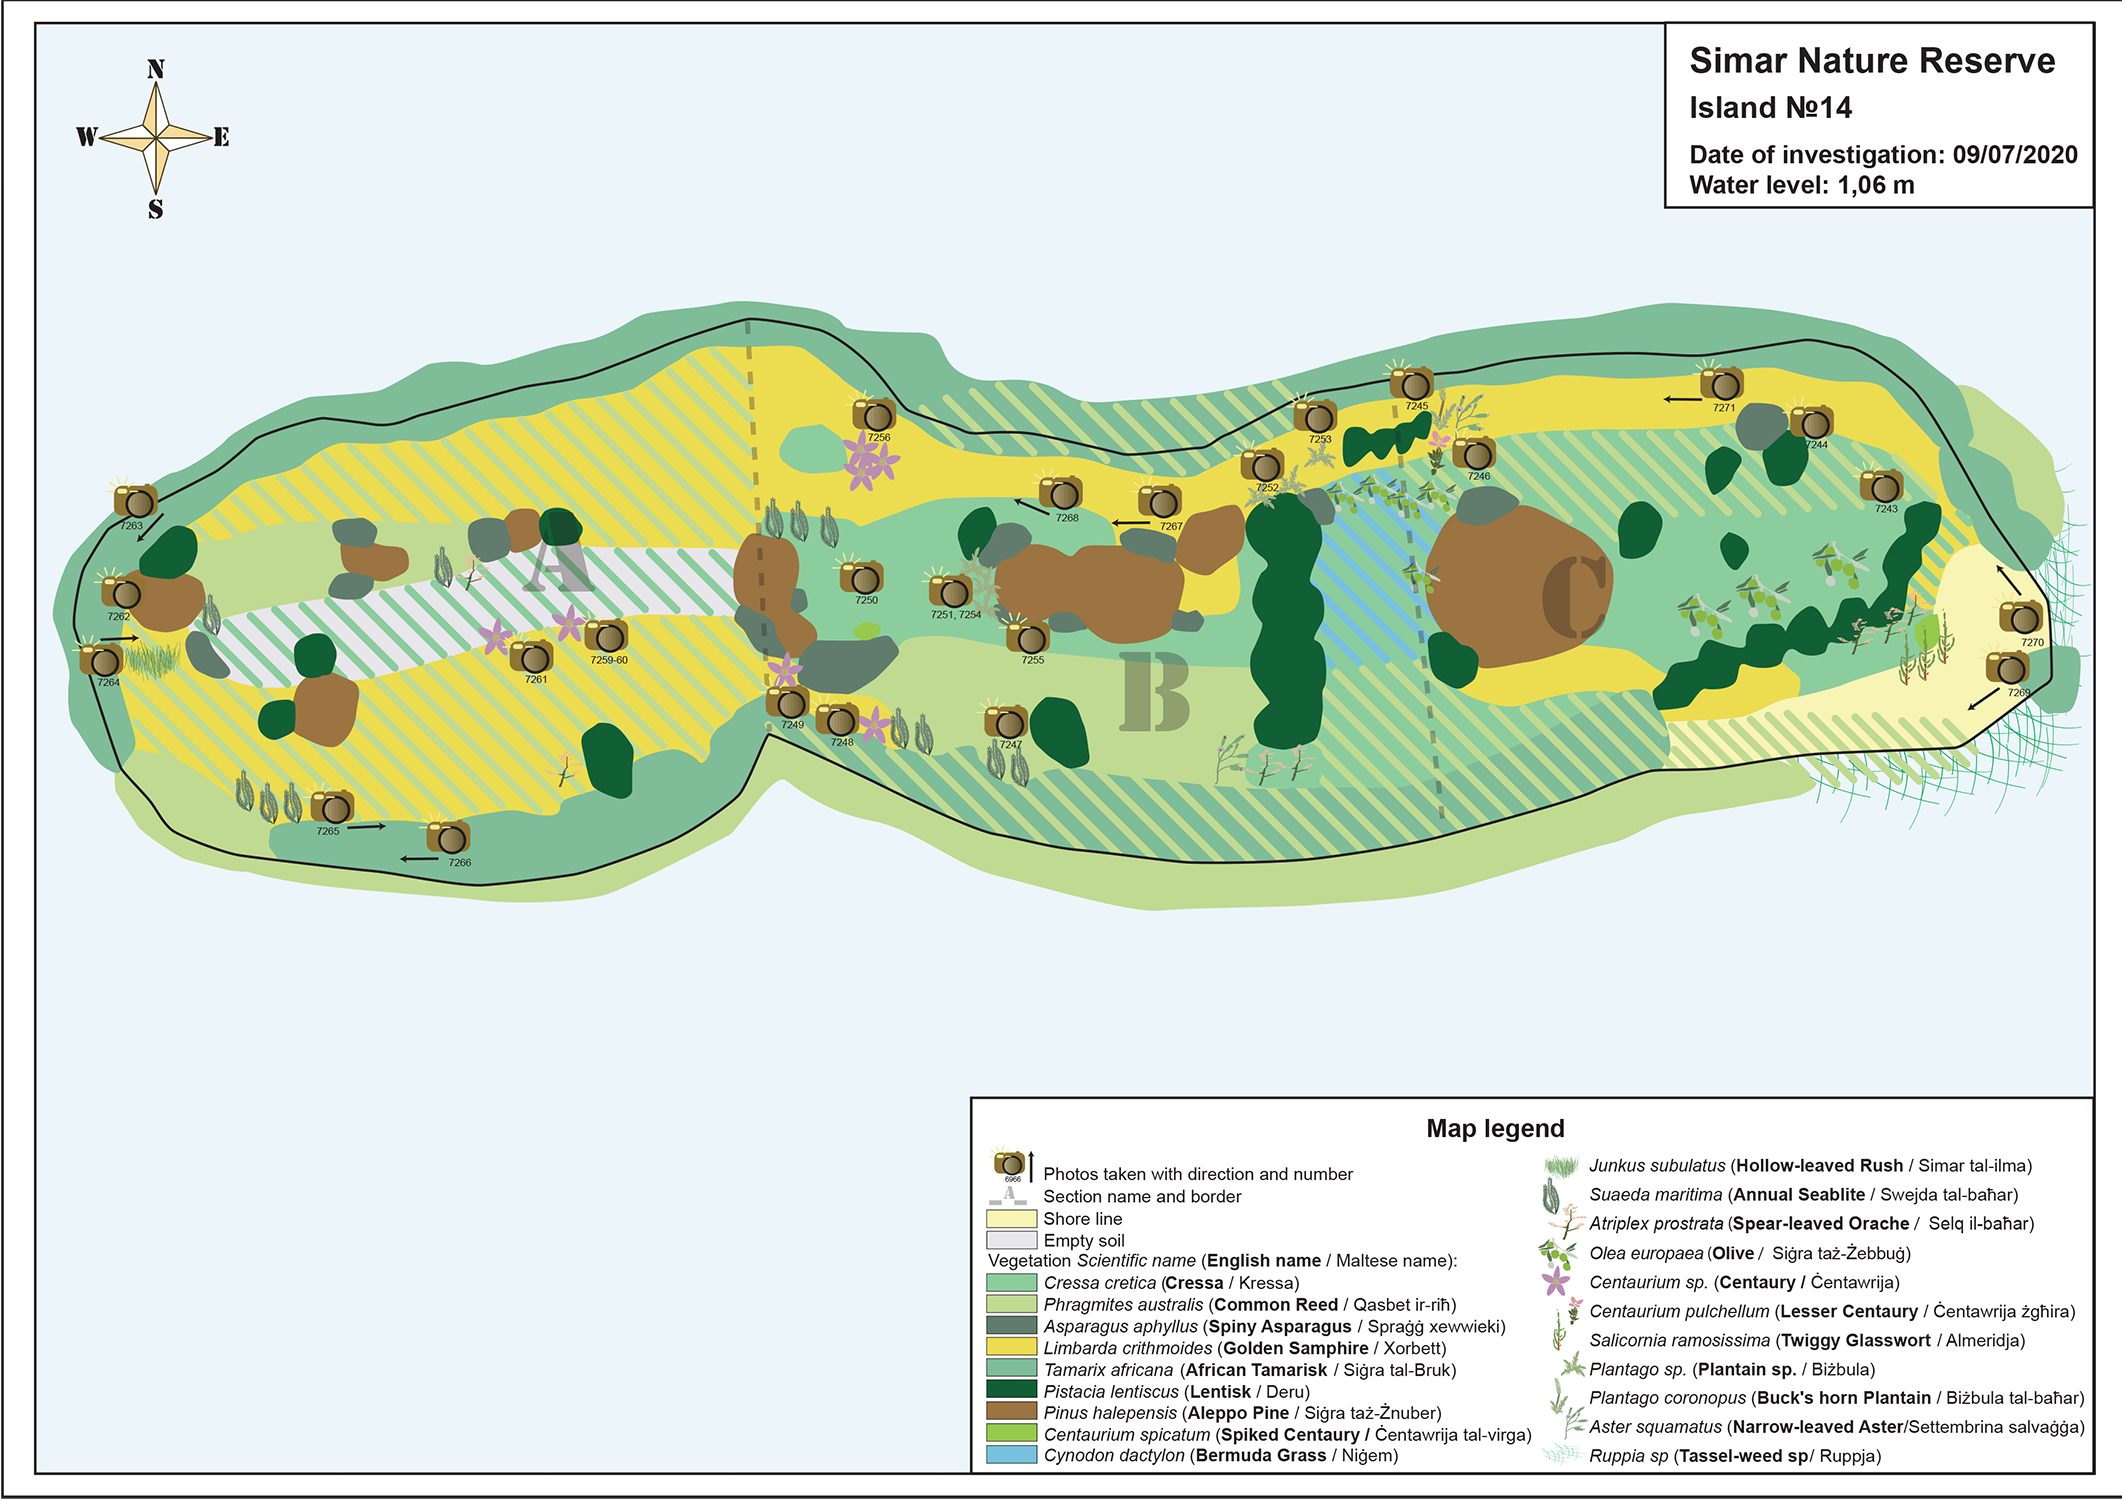 Simar Nature Reserve
Island №14
Date of investigation: 09/07/2020
Water level: 1,06 m
N
W E
S
7245
7271
7253
7256
7244
7246
7252
7263
7268
7267
7243
A
7262
7250
7251, 7254
C
7270
7255
7259-60
7261
7264
B
7269
7249
7248
7247
7265
7266
Map legend
6966
Photos taken with direction and number
A
Section name and border
Shore line
Empty soil
Vegetation Scientific name (English name / Maltese name):
Cressa cretica (Cressa / Kressa)
Phragmites australis (Common Reed / Qasbet ir-riħ)
Asparagus aphyllus (Spiny Asparagus / Spraġġ xewwieki)
Limbarda crithmoides (Golden Samphire / Xorbett)
Tamarix africana (African Tamarisk / Siġra tal-Bruk)
Pistacia lentiscus (Lentisk / Deru)
Pinus halepensis (Aleppo Pine / Siġra taż-Żnuber)
Centaurium spicatum (Spiked Centaury / Ċentawrija tal-virga)
Cynodon dactylon (Bermuda Grass / Niġem)
Junkus subulatus (Hollow-leaved Rush / Simar tal-ilma)
Suaeda maritima (Annual Seablite / Swejda tal-baħar)
Atriplex prostrata (Spear-leaved Orache / Selq il-baħar)
Olea europaea (Olive / Siġra taż-Żebbuġ)
Centaurium sp. (Centaury / Ċentawrija)
Centaurium pulchellum (Lesser Centaury / Ċentawrija żgħira)
Salicornia ramosissima (Twiggy Glasswort / Almeridja)
Plantago sp. (Plantain sp. / Biżbula)
Plantago coronopus (Buck's horn Plantain / Biżbula tal-baħar)
Aster squamatus (Narrow-leaved Aster/Settembrina salvaġġa)
Ruppia sp (Tassel-weed sp/ Ruppja)